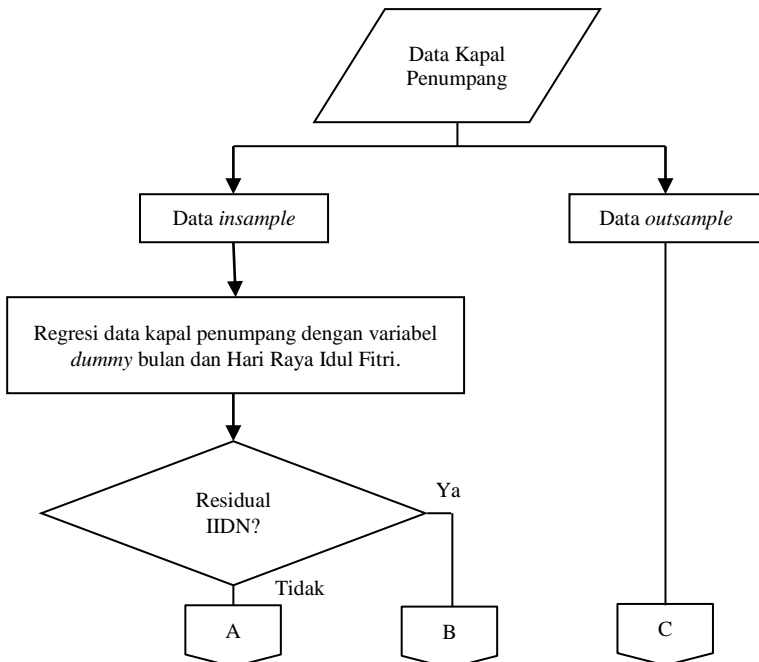 Data Kapal
Penumpang
Data insample
Data outsample
Regresi data kapal penumpang dengan variabel
dummy bulan dan Hari Raya Idul Fitri.
Residual
IIDN?
Ya
Tidak
A
B
C